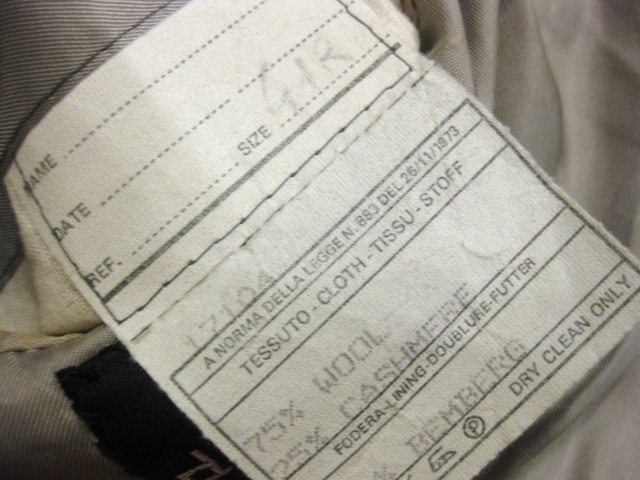 NAME
DATE SIZE 41R
REF.
17104
A NORMA DELLA LEGGE N. 883 DEL 26/11/1973
TESSUTO - CLOTH - TISSU - STOFF
75% WOOL
25% CASHMERE
FODERA-LINING-DOUBLURE-FUTTER
% BEMBERG
P DRY CLEAN ONLY